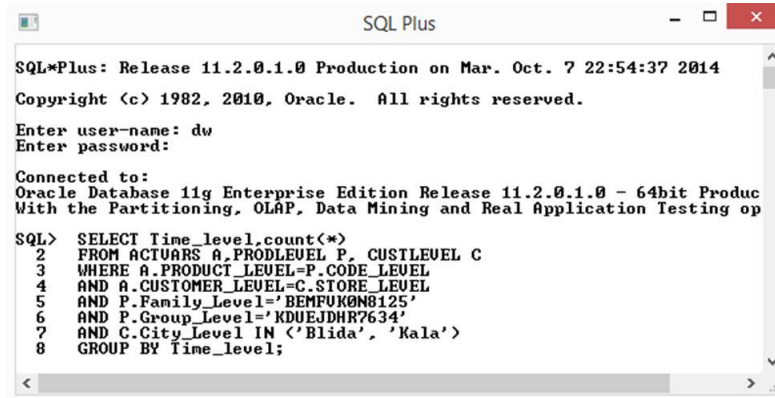 SQL Plus
SQL*Plus: Release 11.2.0.1.0 Production on Mar. Oct. 7 22:54:37 2014
Copyright (c) 1982, 2010, Oracle.  All rights reserved.
Enter user-name: dw
Enter password:
Connected to:
Oracle Database 11g Enterprise Edition Release 11.2.0.1.0 - 64bit Produc
With the Partitioning, OLAP, Data Mining and Real Application Testing op
SQL>  SELECT Time_level,count(*)
2  FROM ACTVARS A,PRODLEVEL P, CUSTLEVEL C
3  WHERE A.PRODUCT_LEVEL=P.CODE_LEVEL
4  AND A.CUSTOMER_LEVEL=C.STORE_LEVEL
5  AND P.Family_Level='BEMFVK0N8125'
6  AND P.Group_Level='KDUEJDHR7634'
7  AND C.City_Level IN ('Blida', 'Kala')
8  GROUP BY Time_level;